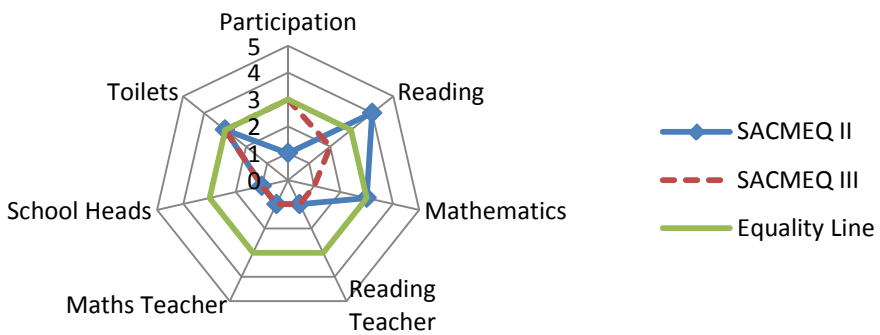 Participation
5
4
3
2
1
0
Toilets
Reading
School Heads
Mathematics
Maths Teacher
Reading
Teacher
SACMEQ II
SACMEQ III
Equality Line